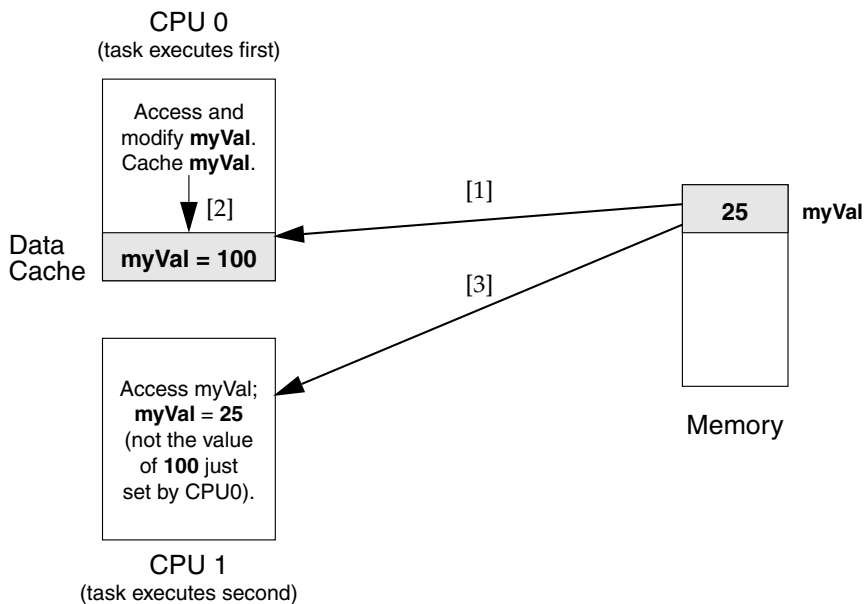 CPU 0
(task executes first)
Access and
modify myVal.
Cache myVal.
[2]
Data
Cache
myVal = 100
[1]
25
myVal
[3]
Access myVal;
myVal = 25
(not the value
of 100 just
set by CPU0).
Memory
CPU 1
(task executes second)